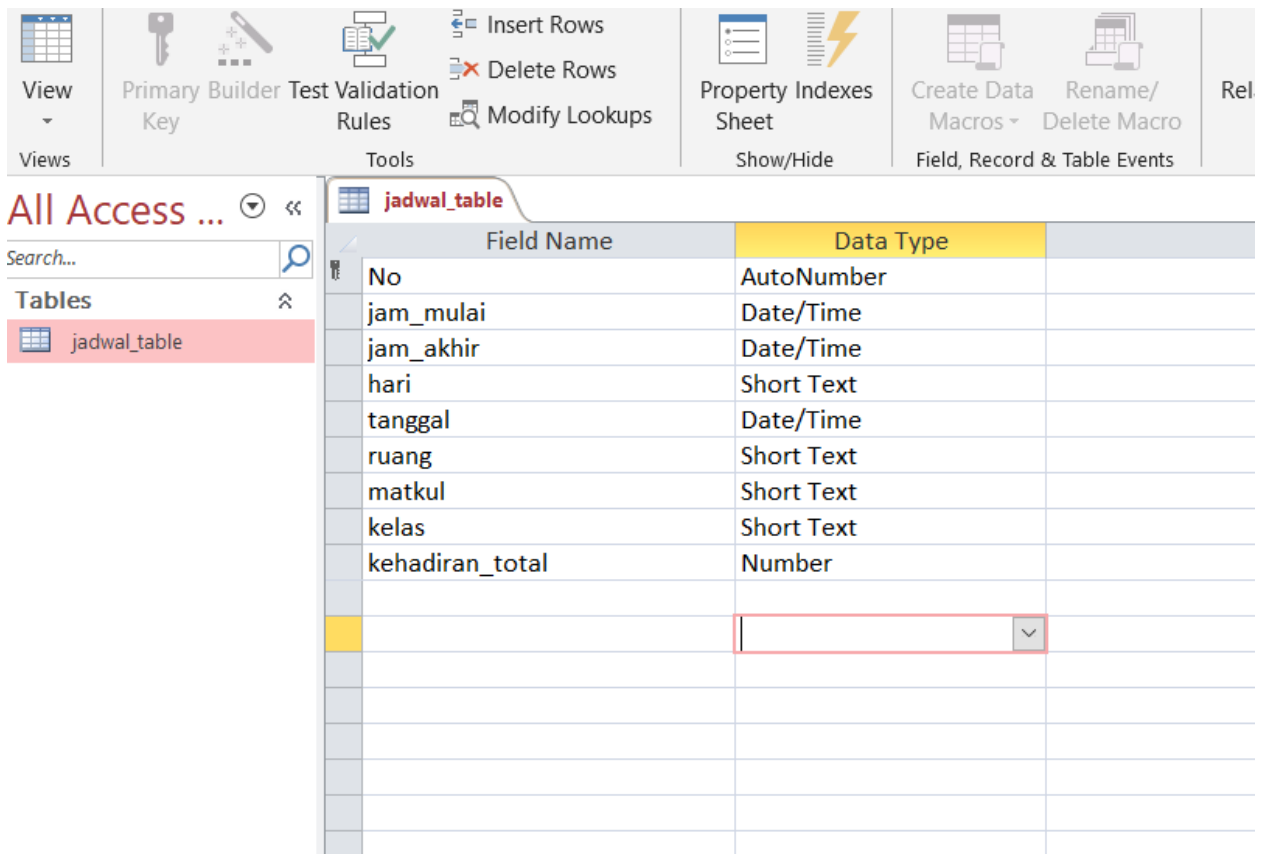 Insert Rows
Delete Rows
Modify Lookups
View
Primary Key
Builder
Test Validation Rules
Property Sheet
Indexes
Create Data Macros
Rename/ Delete Macro
Rel
Views
Tools
Show/Hide
Field, Record & Table Events
All Access ...
Search...
Tables
jadwal_table
jadwal_table
Field Name Data Type
No AutoNumber
jam_mulai Date/Time
jam_akhir Date/Time
hari Short Text
tanggal Date/Time
ruang Short Text
matkul Short Text
kelas Short Text
kehadiran_total Number